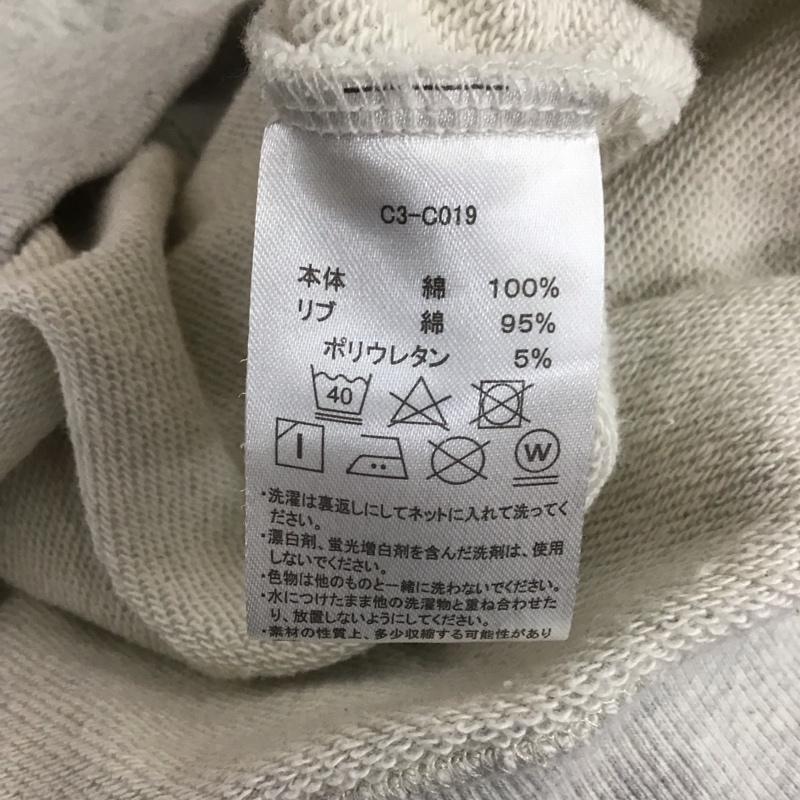 C3-C019
本体 綿 100%
リブ 綿 95%
ポリウレタン 5%
40
W
・洗濯は裏返しにしてネットに入れて洗ってく
ださい。
・漂白剤、蛍光増白剤を含んだ洗剤は、使用
しないでください。
・色物は他のものと一緒に洗わないでください。
・水につけたまま他の洗濯物と重ね合わせた
り、放置しないようにしてください。
・素材の性質上、多少収縮する可能性があり